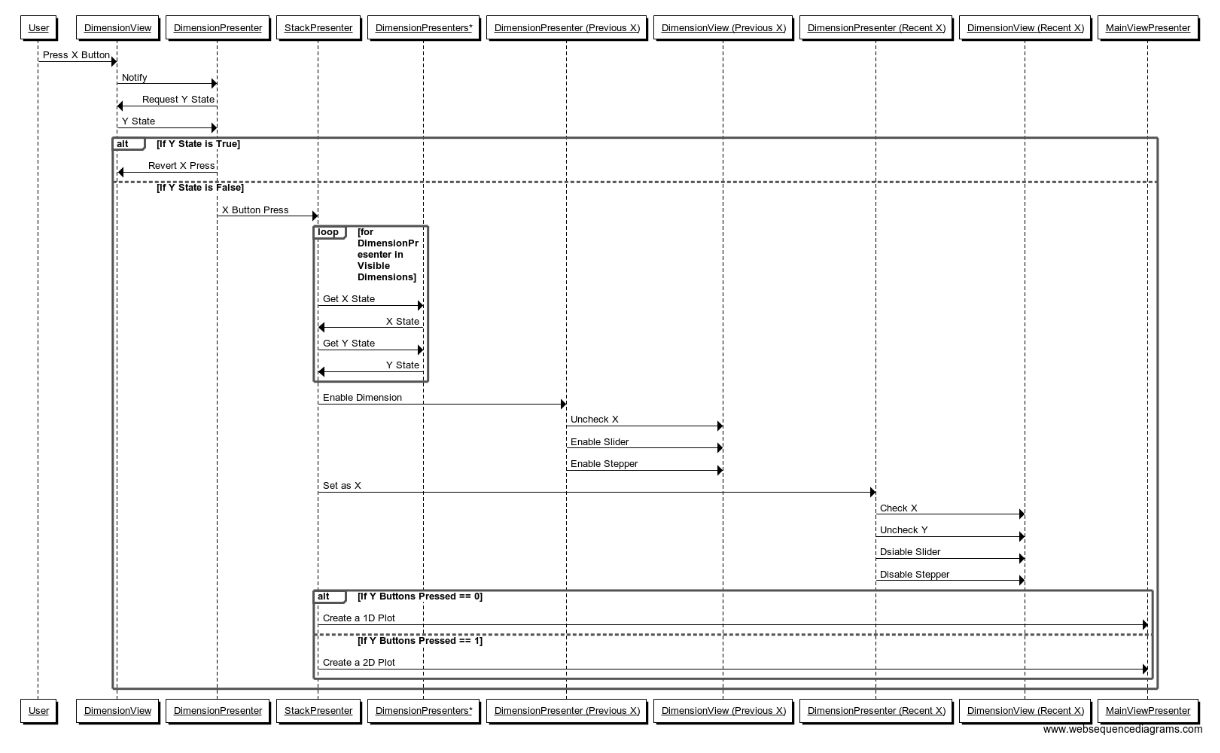 User DimensionView DimensionPresenter StackPresenter DimensionPresenters* DimensionPresenter (Previous X) DimensionView (Previous X) DimensionPresenter (Recent X) DimensionView (Recent X) MainViewPresenter
Press X Button
Notify
Request Y State
Y State
alt [If Y State is True]
Revert X Press
[If Y State is False]
X Button Press
loop [for
DimensionPr
esenter in
Visible
Dimensions]
Get X State
X State
Get Y State
Y State
Enable Dimension
Uncheck X
Enable Slider
Enable Stepper
Set as X
Check X
Uncheck Y
Dsiable Slider
Disable Stepper
alt [If Y Buttons Pressed == 0]
Create a 1D Plot
[If Y Buttons Pressed == 1]
Create a 2D Plot
User DimensionView DimensionPresenter StackPresenter DimensionPresenters* DimensionPresenter (Previous X) DimensionView (Previous X) DimensionPresenter (Recent X) DimensionView (Recent X) MainViewPresenter
www.websequencediagrams.com